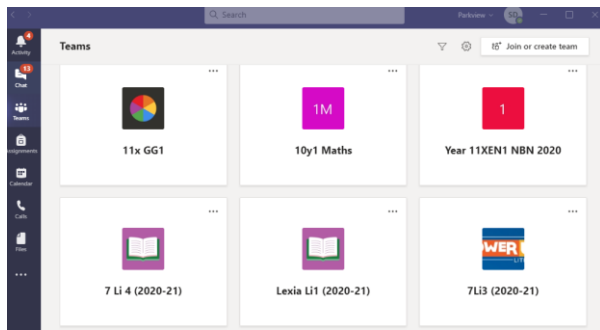 Search
Parkview
SD
4
Activity
Teams
Join or create team
13
Chat
Teams
Assignments
Calendar
Calls
Files
1M
1
11x GG1
10y1 Maths
Year 11XEN1 NBN 2020
OWER U
LIT
7 Li 4 (2020-21)
Lexia Li1 (2020-21)
7Li3 (2020-21)